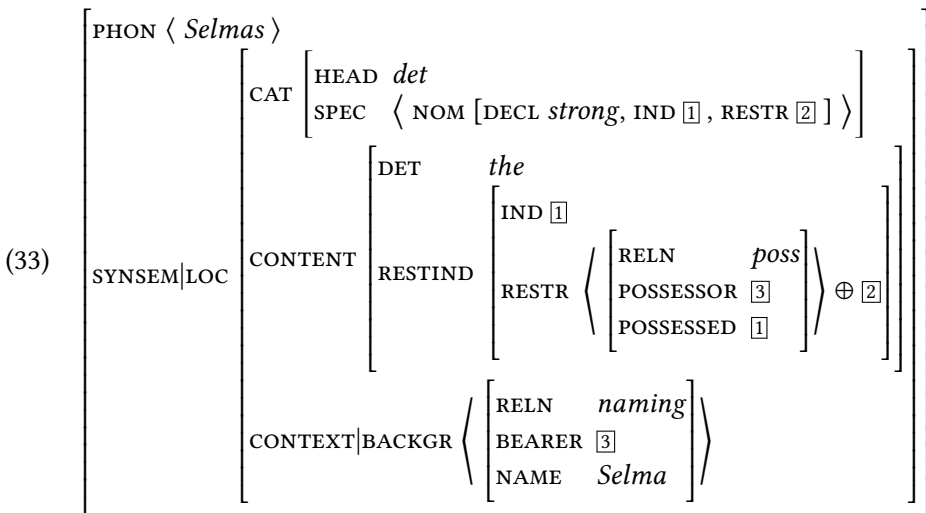 PHON ⟨ Selmas ⟩
HEAD det
CAT
SPEC ⟨ NOM [DECL strong, IND 1 , RESTR 2 ] ⟩
DET the
IND 1
(33) SYNSEM|LOC CONTENT RESTIND
RELN poss
RESTR ⟨ POSSESSOR 3 ⟩ ⊕ 2
POSSESSED 1
RELN naming
CONTEXT|BACKGR ⟨ BEARER 3 ⟩
NAME Selma